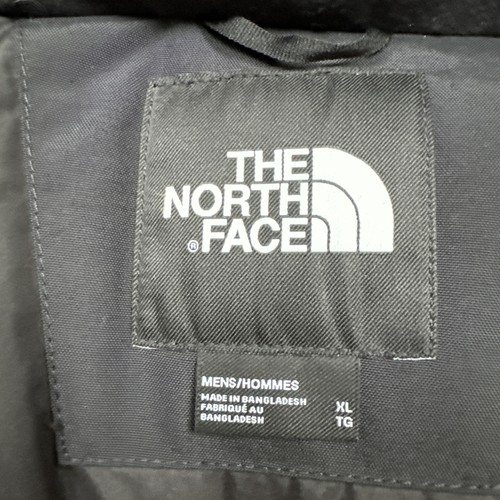 THE
NORTH
® FACE
MENS/HOMMES
MADE IN BANGLADESH XL
FABRIQUÉ AU TG
BANGLADESH